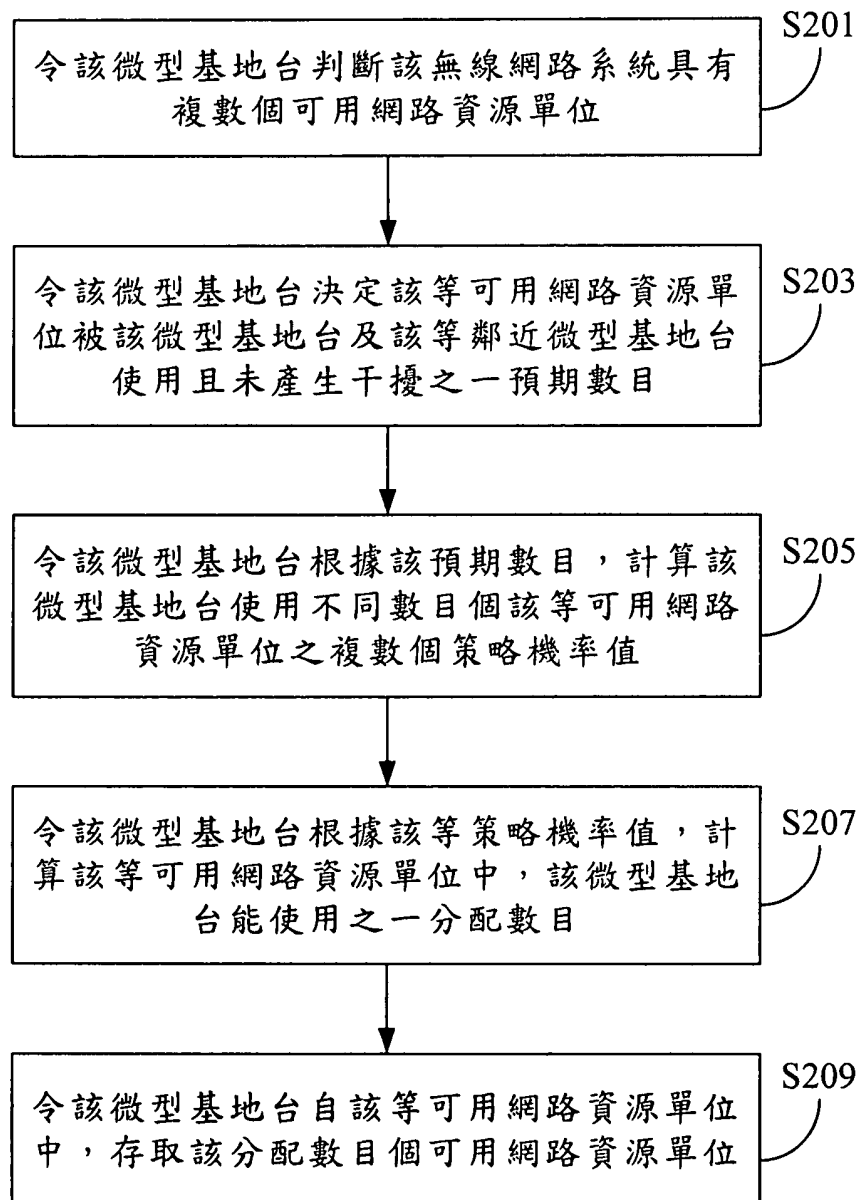 S201
令該微型基地台判斷該無線網路系統具有
複數個可用網路資源單位
S203
令該微型基地台決定該等可用網路資源單
位被該微型基地台及該等鄰近微型基地台
使用且未產生干擾之一預期數目
S205
令該微型基地台根據該預期數目，計算該
微型基地台使用不同數目個該等可用網路
資源單位之複數個策略機率值
S207
令該微型基地台根據該等策略機率值，計
算該等可用網路資源單位中，該微型基地
台能使用之一分配數目
S209
令該微型基地台自該等可用網路資源單位
中，存取該分配數目個可用網路資源單位